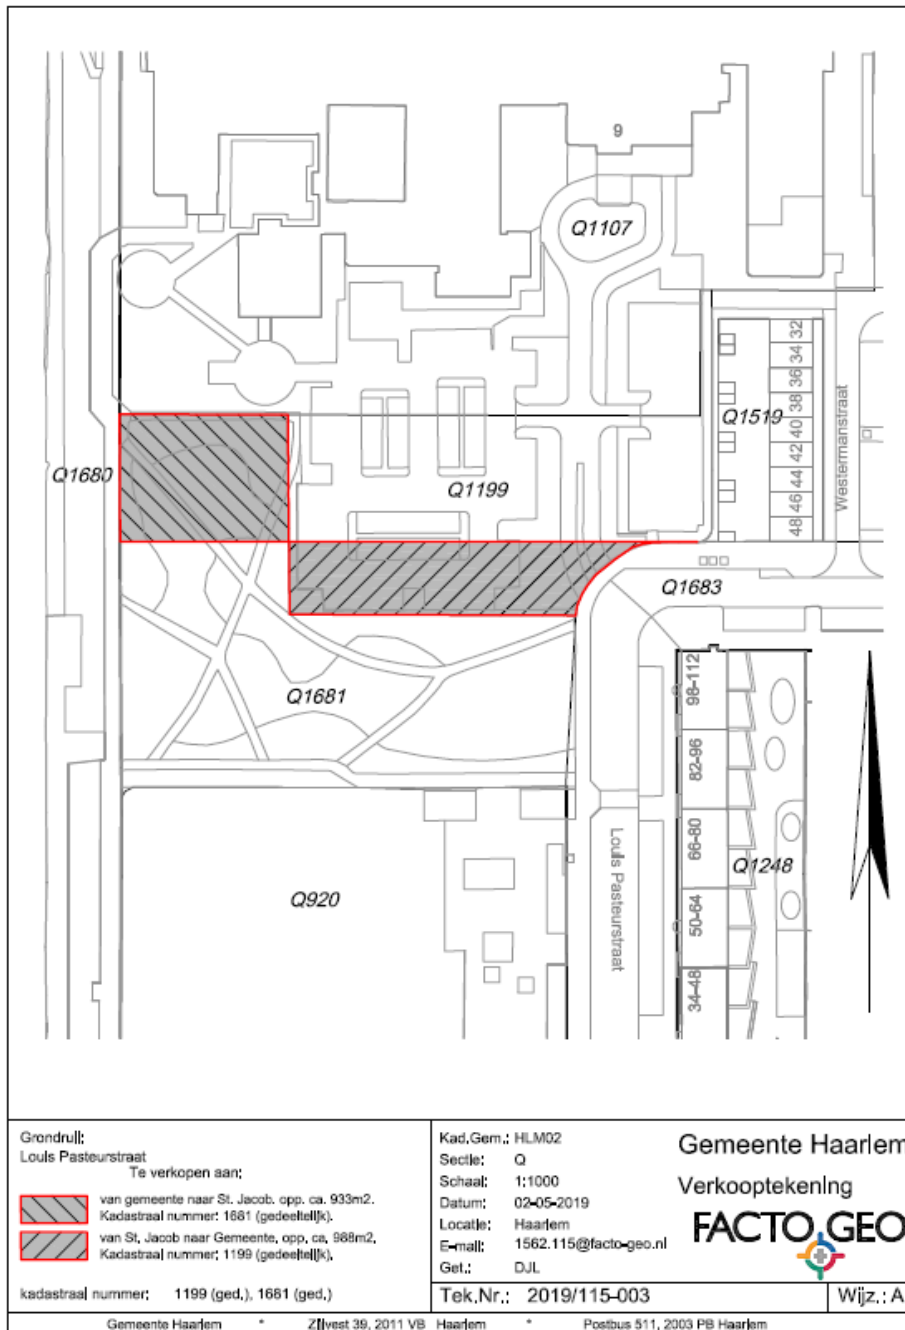 9
Q1107
32
34
36
38
40
42
44
46
48
Q1519
Westermanstraat
Q1680
Q1199
Q1683
Q1681
98-112
82-96
66-80
50-64
34-48
Q1248
Louis Pasteurstraat
Q920
Grondruil:
Louis Pasteurstraat
Te verkopen aan:
van gemeente naar St. Jacob. opp. ca. 933m2.
Kadastraal nummer: 1681 (gedeeltelijk).
van St. Jacob naar Gemeente, opp. ca. 988m2.
Kadastraal nummer: 1199 (gedeeltelijk).
kadastraal nummer: 1199 (ged.), 1681 (ged.)
Kad.Gem.: HLM02
Sectie: Q
Schaal: 1:1000
Datum: 02-05-2019
Locatie: Haarlem
E-mail: 1562.115@facto-geo.nl
Get.: DJL
Gemeente Haarlem
Verkooptekening
FACTO GEO
Tek.Nr.: 2019/115-003
Wijz.: A
Gemeente Haarlem * Zijlvest 39, 2011 VB Haarlem * Postbus 511, 2003 PB Haarlem